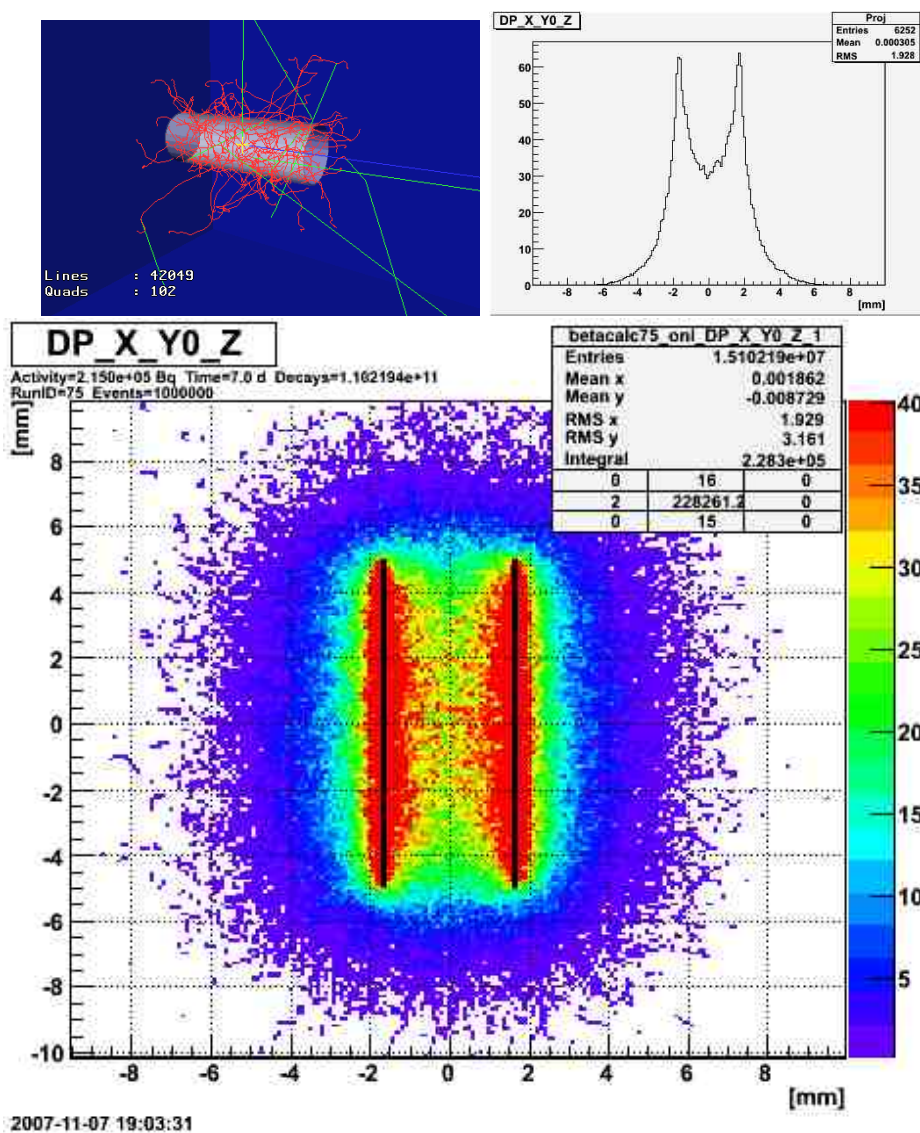 Lines : 42049
Quads : 102
DP_X_Y0_Z
Proj
Entries 6252
Mean 0.000305
RMS 1.928
60
50
40
30
20
10
0
-8 -6 -4 -2 0 2 4 6 8
[mm]
DP_X_Y0_Z
Activity=2.150e+05 Bq Time=7.0 d Decays=1.102194e+11
RunID=75 Events=1000000
betacalc75_onl_DP_X_Y0_Z_1
Entries 1.510219e+07
Mean x 0.001862
Mean y -0.008729
RMS x 1.929
RMS y 3.161
Integral 2.283e+05
0 16 0
2 228261.2 0
0 15 0
[mm]
8
6
4
2
0
-2
-4
-6
-8
-10
-8 -6 -4 -2 0 2 4 6 8
[mm]
40
35
30
25
20
15
10
5
2007-11-07 19:03:31